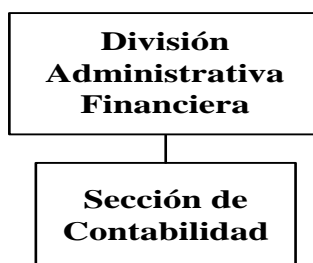 División
Administrativa
Financiera
Sección de
Contabilidad